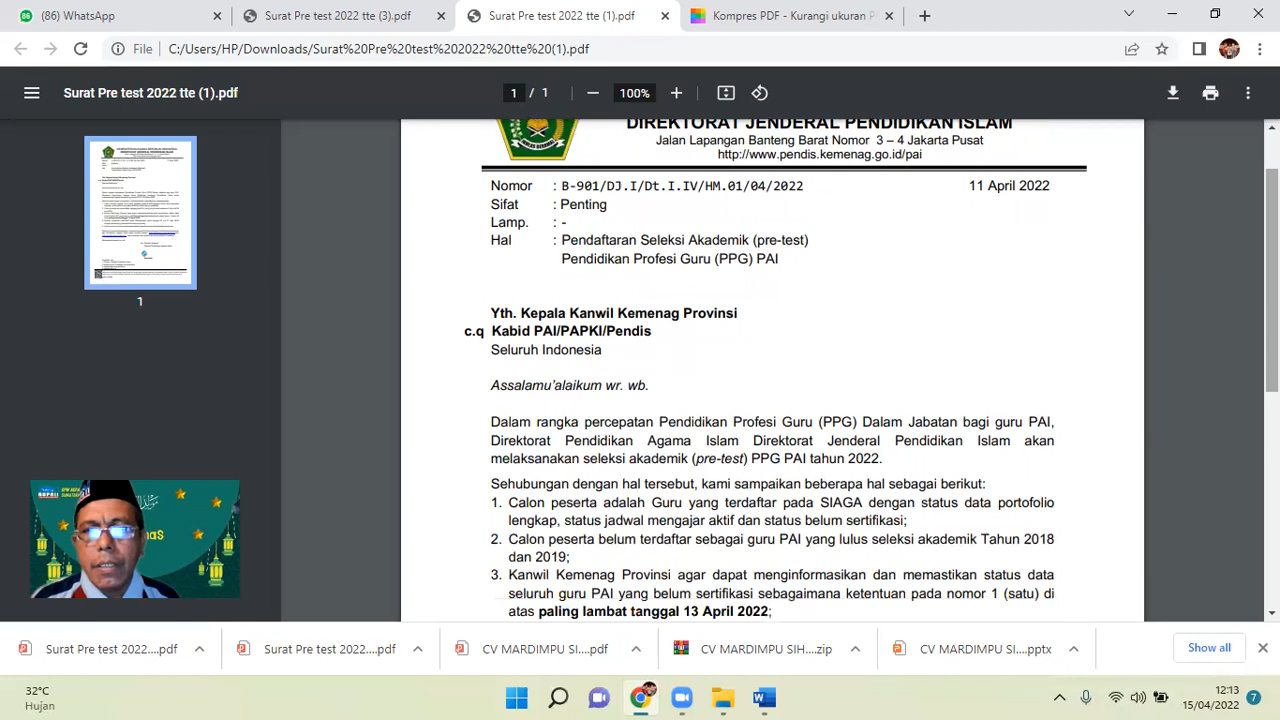 (86) WhatsApp
Surat Pre test 2022 tte (3).pdf
Surat Pre test 2022 tte (1).pdf
Kompres PDF - Kurangi ukuran P
File
C:/Users/HP/Downloads/Surat%20Pre%20test%202022%20tte%20(1).pdf
Surat Pre test 2022 tte (1).pdf
1 / 1
100%
1
DIREKTORAT JENDERAL PENDIDIKAN ISLAM
Jalan Lapangan Banteng Barat Nomor 3 – 4 Jakarta Pusat
http://www.pendis.kemenag.go.id/pai
Nomor : B-901/DJ.I/Dt.I.IV/HM.01/04/2022 11 April 2022
Sifat : Penting
Lamp. : -
Hal : Pendaftaran Seleksi Akademik (pre-test)
Pendidikan Profesi Guru (PPG) PAI
Yth. Kepala Kanwil Kemenag Provinsi
c.q Kabid PAI/PAPKI/Pendis
Seluruh Indonesia
Assalamu'alaikum wr. wb.
Dalam rangka percepatan Pendidikan Profesi Guru (PPG) Dalam Jabatan bagi guru PAI,
Direktorat Pendidikan Agama Islam Direktorat Jenderal Pendidikan Islam akan
melaksanakan seleksi akademik (pre-test) PPG PAI tahun 2022.
Sehubungan dengan hal tersebut, kami sampaikan beberapa hal sebagai berikut:
1. Calon peserta adalah Guru yang terdaftar pada SIAGA dengan status data portofolio
lengkap, status jadwal mengajar aktif dan status belum sertifikasi;
2. Calon peserta belum terdaftar sebagai guru PAI yang lulus seleksi akademik Tahun 2018
dan 2019;
3. Kanwil Kemenag Provinsi agar dapat menginformasikan dan memastikan status data
seluruh guru PAI yang belum sertifikasi sebagaimana ketentuan pada nomor 1 (satu) di
atas paling lambat tanggal 13 April 2022;
Surat Pre test 2022....pdf
Surat Pre test 2022....pdf
CV MARDIMPU SIH....pdf
CV MARDIMPU SIH....zip
CV MARDIMPU SI....pptx
Show all
32°C
Hujan
12:13
15/04/2022
7